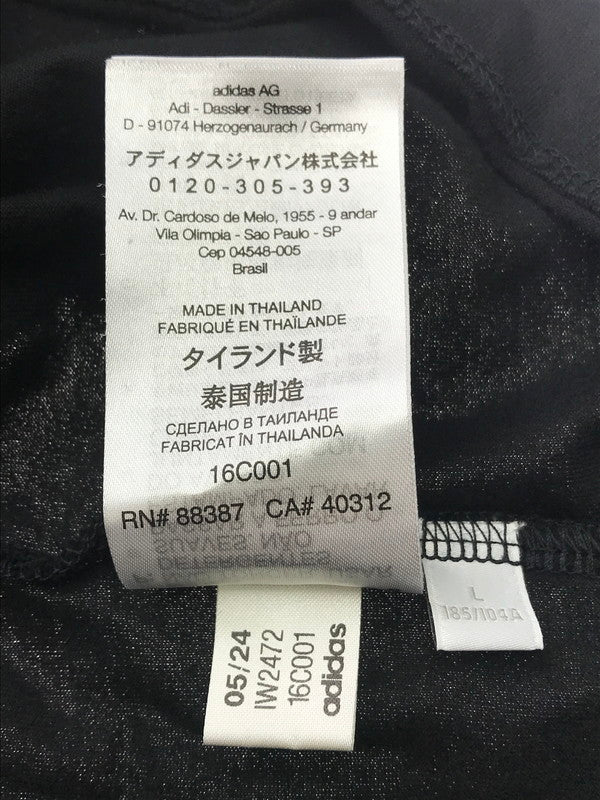 adidas AG
Adi - Dassler - Strasse 1
D - 91074 Herzogenaurach / Germany
アディダスジャパン株式会社
0120-305-393
Av. Dr. Cardoso de Melo, 1955 - 9 andar
Vila Olimpia - Sao Paulo - SP
Cep 04548-005
Brasil
MADE IN THAILAND
FABRIQUÉ EN THAÏLANDE
タイランド製
泰国制造
СДЕЛАНО В ТАИЛАНДЕ
FABRICAT ÎN THAILANDA
16C001
RN# 88387 CA# 40312
SUAVES NÃO
DETERGENTES
L
185/104A
05/24
IW2472
16C001
adidas